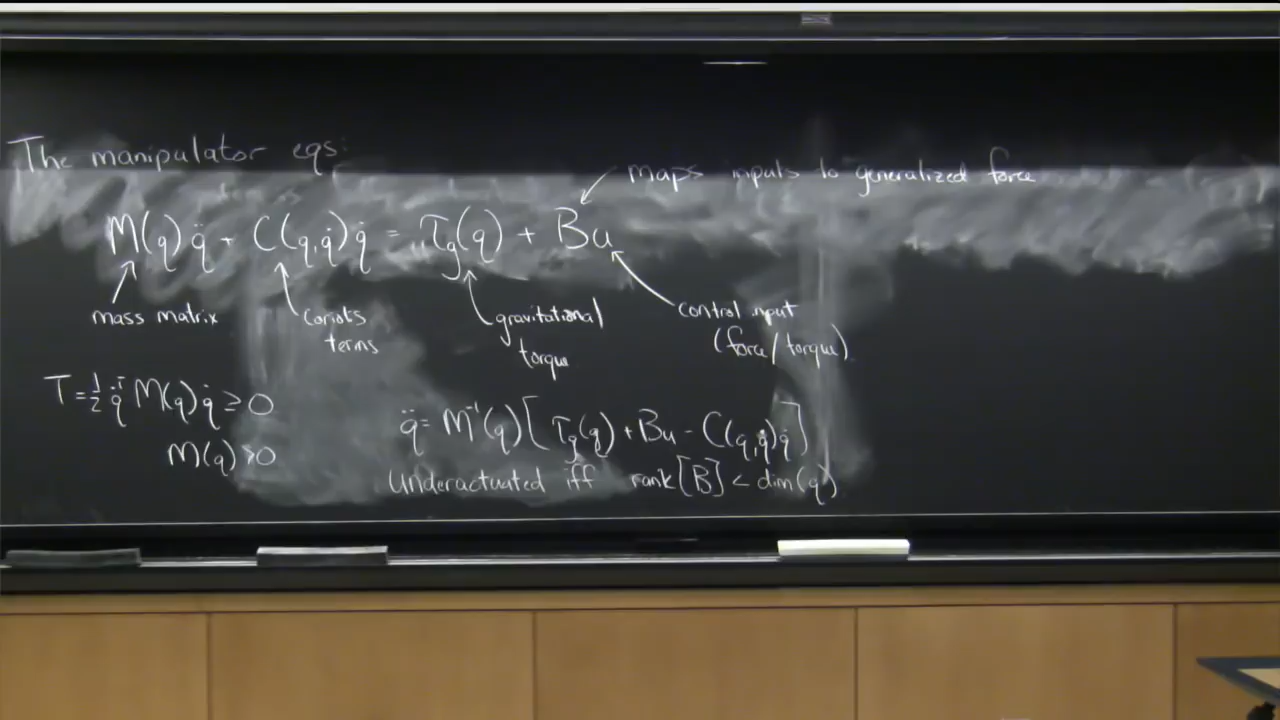 The manipulator eqs:
maps inputs to generalized force
M(q)q̈ + C(q,q̇)q̇ = τg(q) + Bu
mass matrix
Coriolis
terms
gravitational
torque
control input
(force/torque)
T = ½ q̇ᵀ M(q) q̇ ≥ 0
M(q) > 0
q̈ = M⁻¹(q) [ τg(q) + Bu - C(q,q̇)q̇ ]
Underactuated iff rank[B] < dim(q)